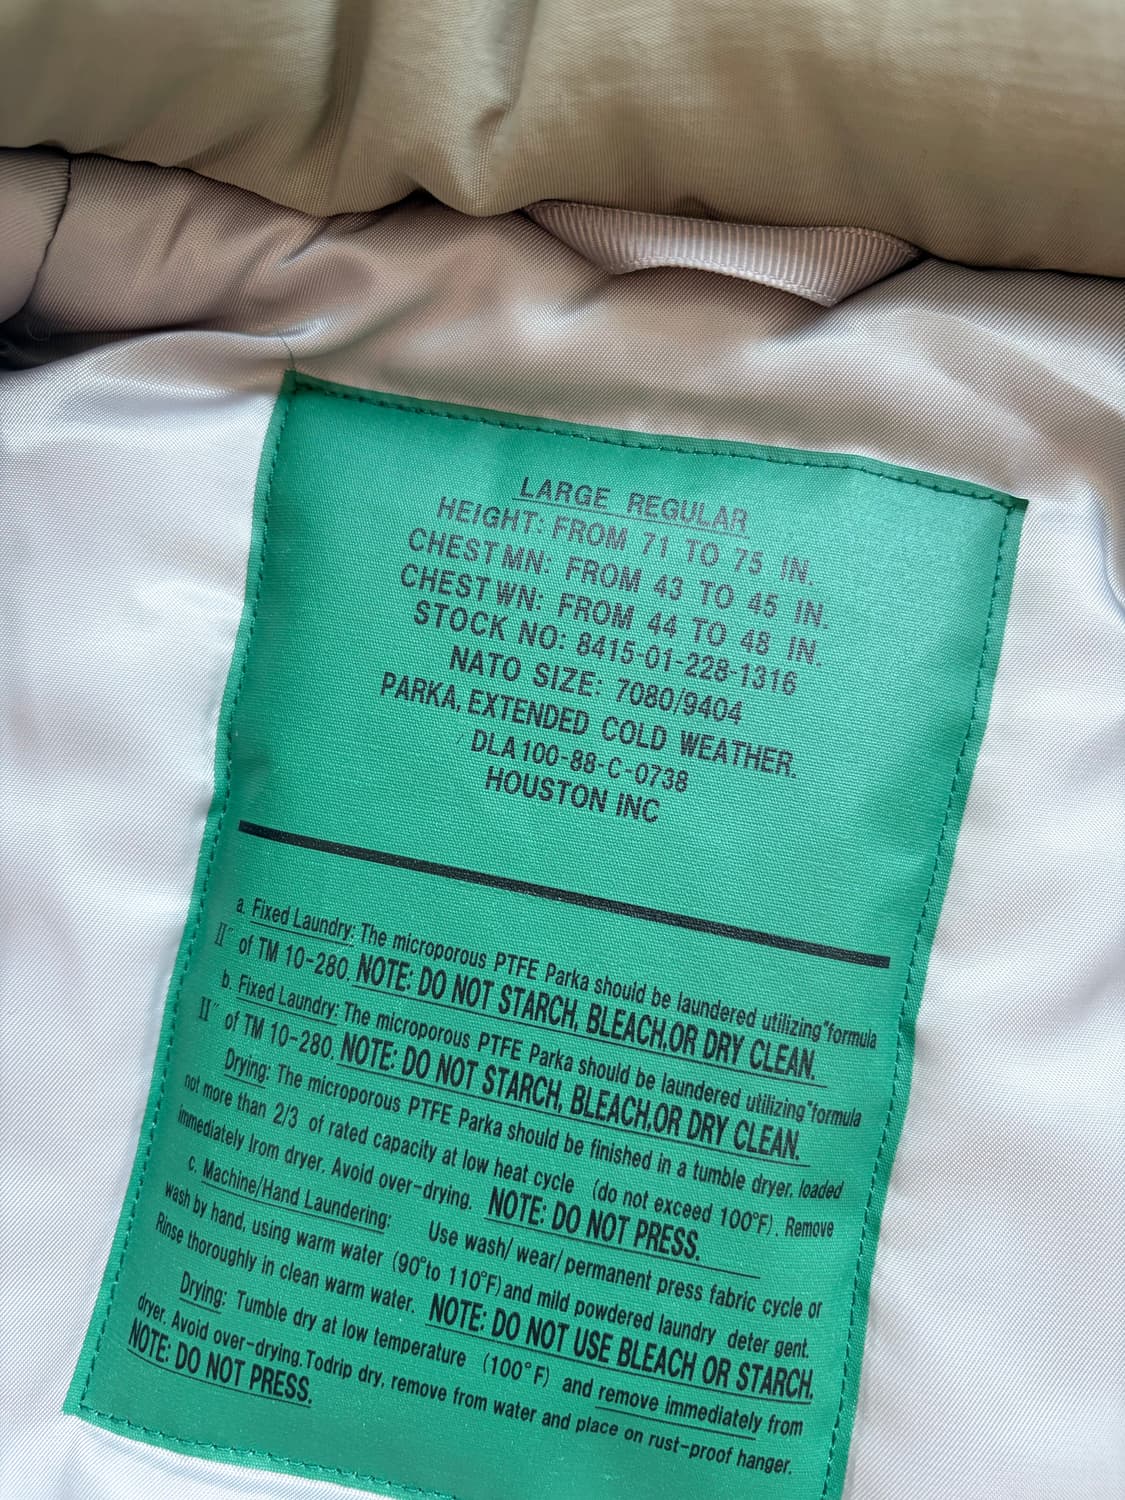 LARGE REGULAR
HEIGHT: FROM 71 TO 75 IN.
CHEST MN: FROM 43 TO 45 IN.
CHEST WN: FROM 44 TO 48 IN.
STOCK NO: 8415-01-228-1316
NATO SIZE: 7080/9404
PARKA, EXTENDED COLD WEATHER.
DLA100-88-C-0738
HOUSTON INC
a. Fixed Laundry: The microporous PTFE Parka should be laundered utilizing"formula
II" of TM 10-280. NOTE: DO NOT STARCH, BLEACH,OR DRY CLEAN.
b. Fixed Laundry: The microporous PTFE Parka should be laundered utilizing"formula
II" of TM 10-280. NOTE: DO NOT STARCH, BLEACH,OR DRY CLEAN.
Drying: The microporous PTFE Parka should be finished in a tumble dryer, loaded
not more than 2/3 of rated capacity at low heat cycle (do not exceed 100°F). Remove
immediately lrom dryer. Avoid over-drying. NOTE: DO NOT PRESS.
c. Machine/Hand Laundering: Use wash/ wear/ permanent press fabric cycle or
wash by hand, using warm water (90°to 110°F)and mild powdered laundry deter gent.
Rinse thoroughly in clean warm water. NOTE: DO NOT USE BLEACH OR STARCH.
Drying: Tumble dry at low temperature (100°F) and remove immediately from
dryer. Avoid over-drying.Todrip dry, remove from water and place on rust-proof hanger.
NOTE: DO NOT PRESS.